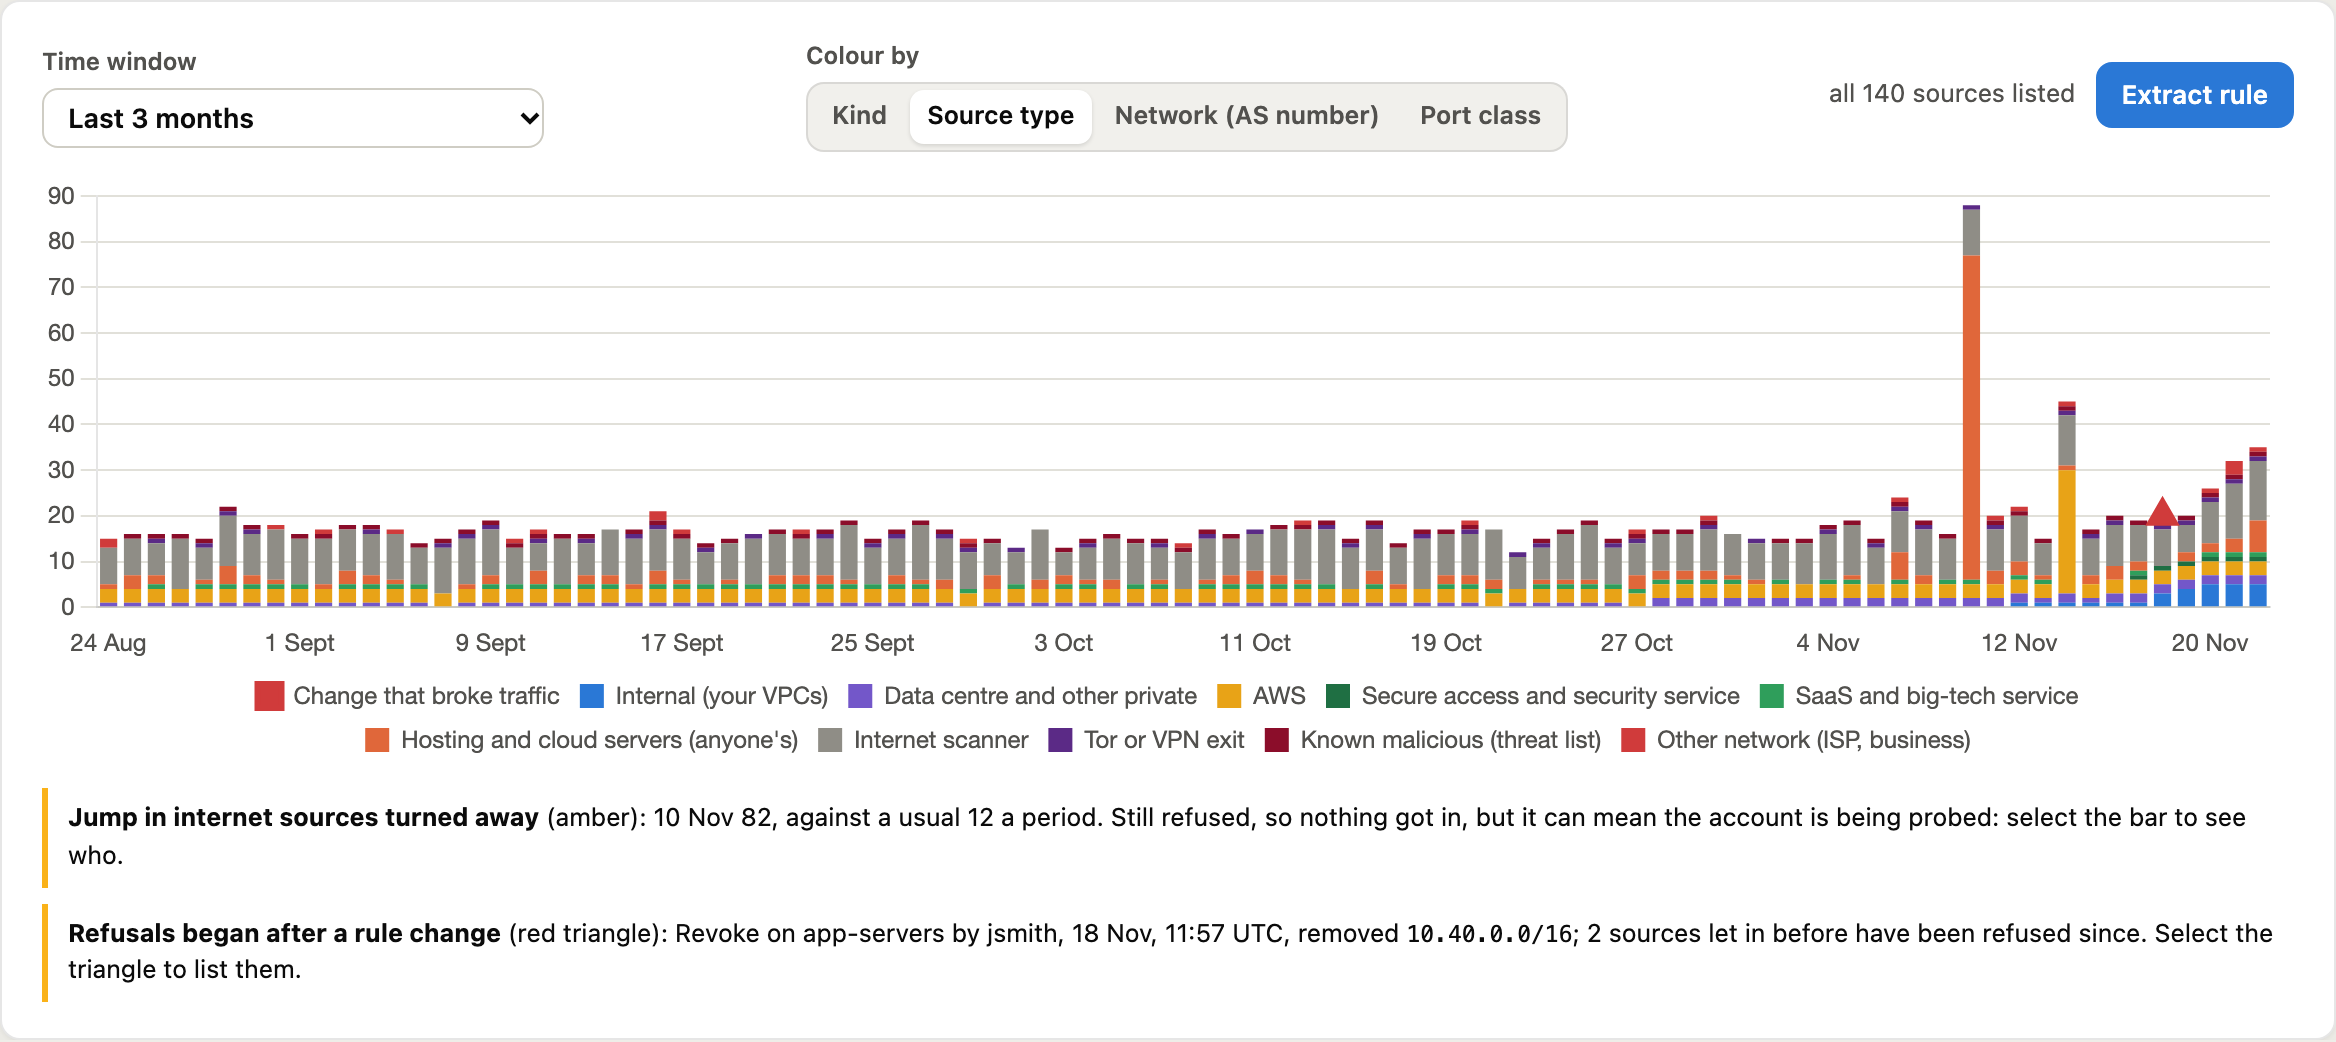 Time window
Last 3 months
Colour by
Kind
Source type
Network (AS number)
Port class
all 140 sources listed
Extract rule
90
80
70
60
50
40
30
20
10
0
24 Aug
1 Sept
9 Sept
17 Sept
25 Sept
3 Oct
11 Oct
19 Oct
27 Oct
4 Nov
12 Nov
20 Nov
Change that broke traffic
Internal (your VPCs)
Data centre and other private
AWS
Secure access and security service
SaaS and big-tech service
Hosting and cloud servers (anyone's)
Internet scanner
Tor or VPN exit
Known malicious (threat list)
Other network (ISP, business)
Jump in internet sources turned away (amber): 10 Nov 82, against a usual 12 a period. Still refused, so nothing got in, but it can mean the account is being probed: select the bar to see
who.
Refusals began after a rule change (red triangle): Revoke on app-servers by jsmith, 18 Nov, 11:57 UTC, removed 10.40.0.0/16; 2 sources let in before have been refused since. Select the
triangle to list them.